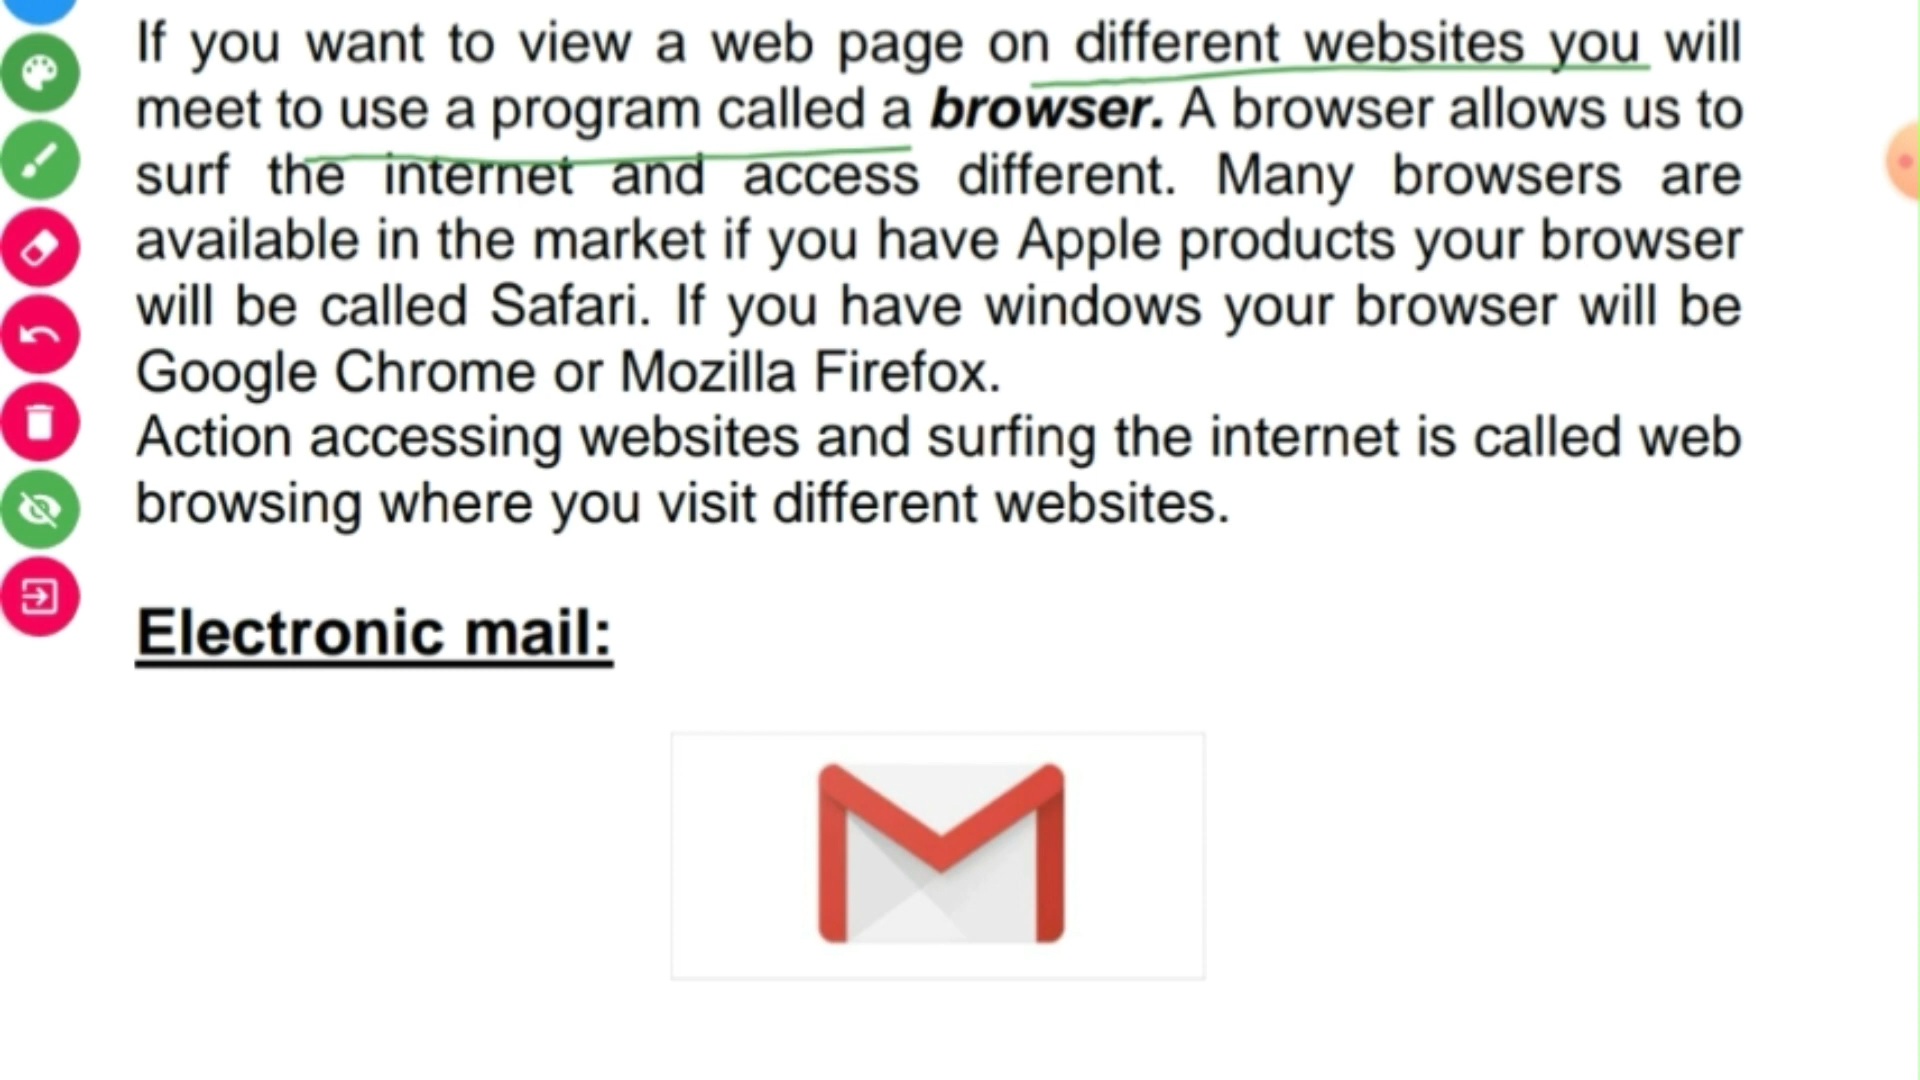 If you want to view a web page on different websites you will
meet to use a program called a browser. A browser allows us to
surf the internet and access different. Many browsers are
available in the market if you have Apple products your browser
will be called Safari. If you have windows your browser will be
Google Chrome or Mozilla Firefox.
Action accessing websites and surfing the internet is called web
browsing where you visit different websites.
Electronic mail: